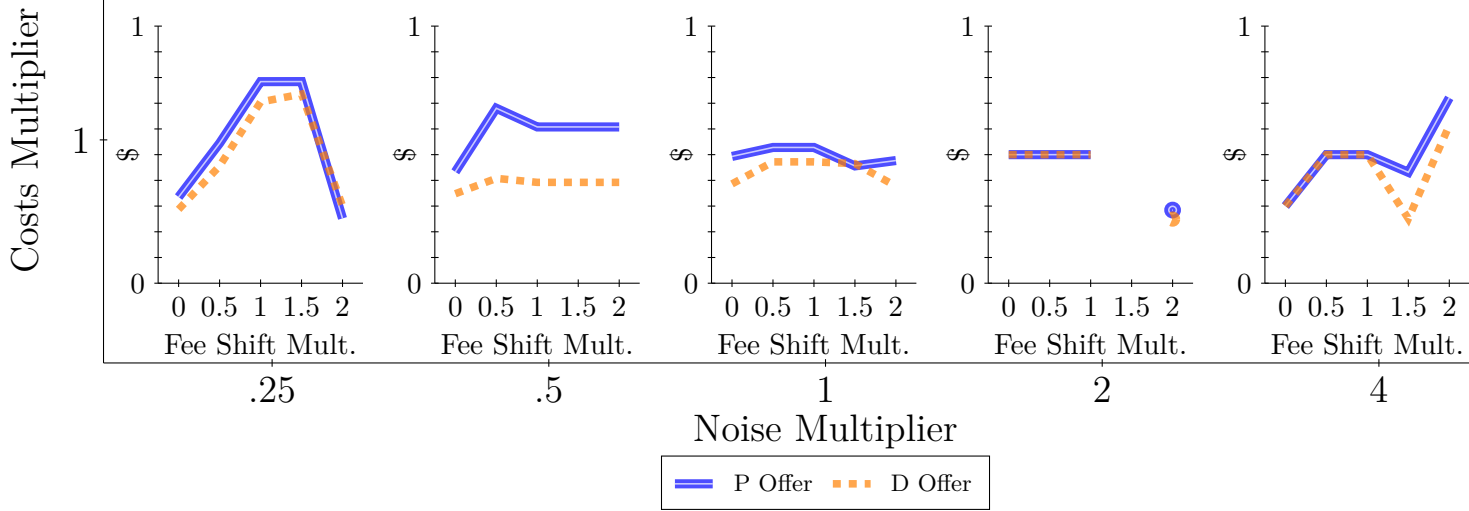 Costs Multiplier
1
1 1 1 1 1
$ $ $ $ $
0 0 0 0 0
0 0.5 1 1.5 2 0 0.5 1 1.5 2 0 0.5 1 1.5 2 0 0.5 1 1.5 2 0 0.5 1 1.5 2
Fee Shift Mult. Fee Shift Mult. Fee Shift Mult. Fee Shift Mult. Fee Shift Mult.
.25 .5 1 2 4
Noise Multiplier
P Offer D Offer